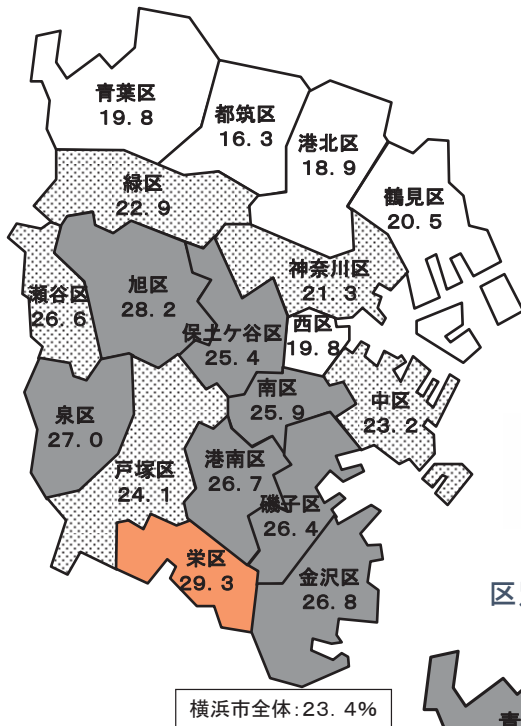 青葉区
19.8
都筑区
16.3
港北区
18.9
鶴見区
20.5
緑区
22.9
神奈川区
21.3
瀬谷区
26.6
旭区
28.2
保土ケ谷区
25.4
西区
19.8
中区
23.2
南区
25.9
泉区
27.0
戸塚区
24.1
港南区
26.7
磯子区
26.4
栄区
29.3
金沢区
26.8
横浜市全体:23.4%
区